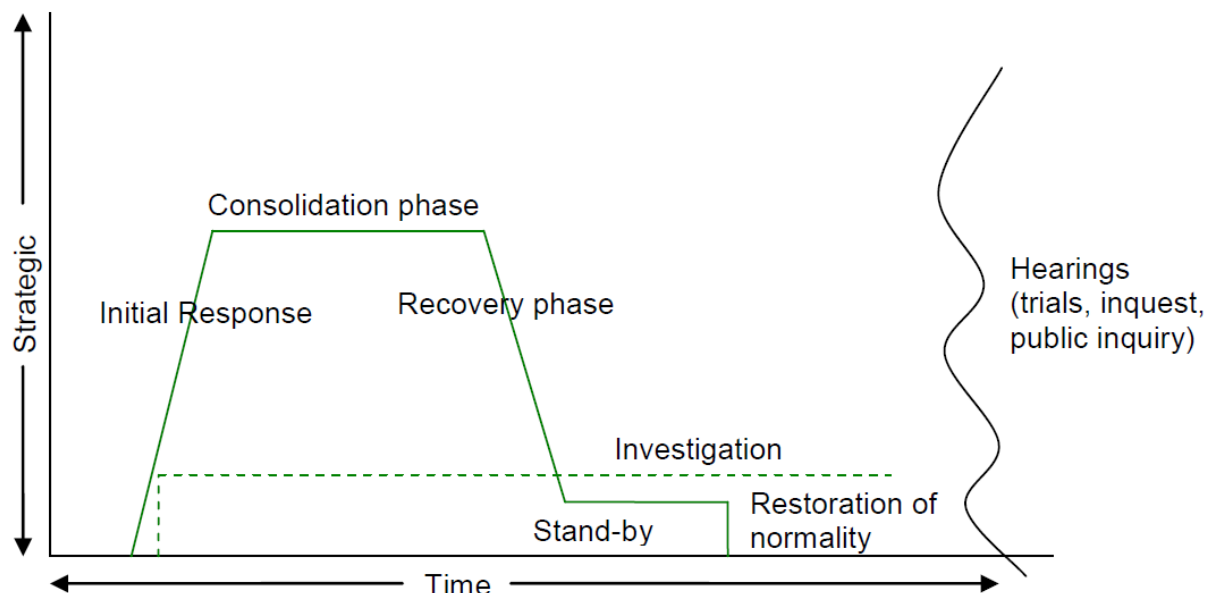 Strategic
Consolidation phase
Initial Response
Recovery phase
Hearings
(trials, inquest,
public inquiry)
Investigation
Stand-by
Restoration of
normality
Time